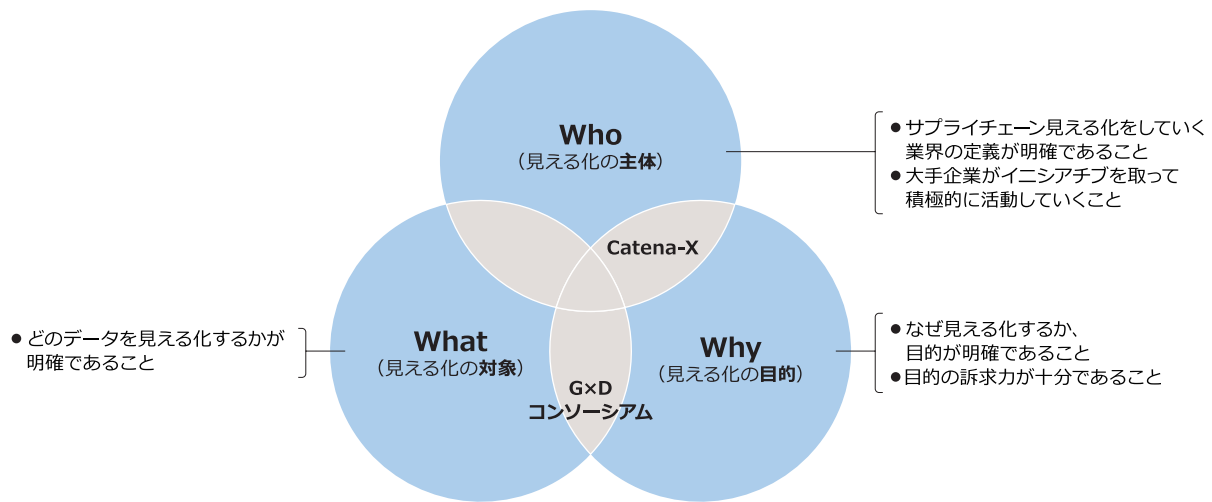 Who
（見える化の主体）
● サプライチェーン見える化をしていく
業界の定義が明確であること
● 大手企業がイニシアチブを取って
積極的に活動していくこと
Catena-X
What
（見える化の対象）
● どのデータを見える化するかが
明確であること
Why
（見える化の目的）
● なぜ見える化するか、
目的が明確であること
● 目的の訴求力が十分であること
G×D
コンソーシアム